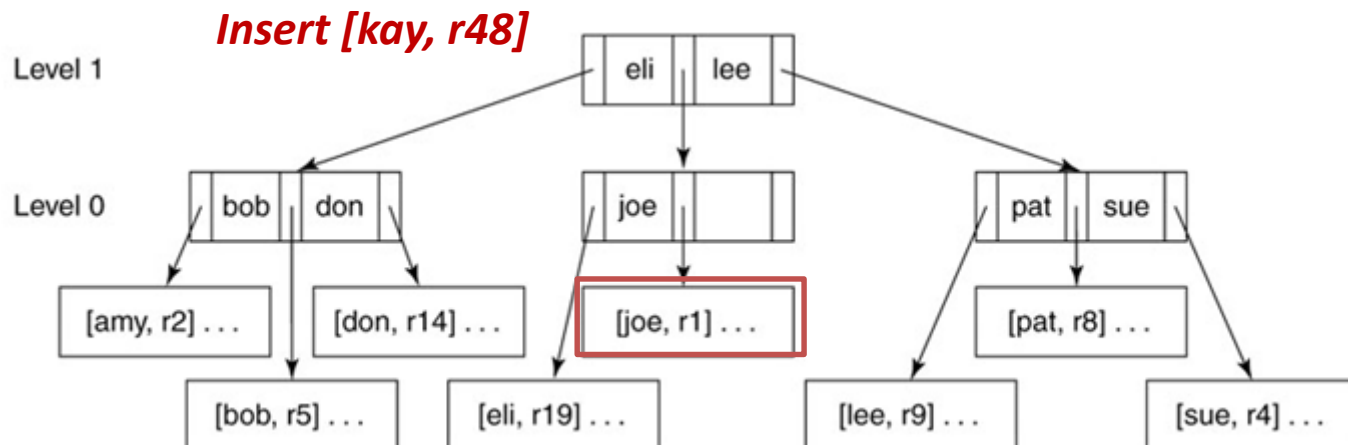 Insert [kay, r48]
Level 1
eli lee
Level 0
bob don
joe
pat sue
[amy, r2] . . .
[don, r14] . . .
[joe, r1] . . .
[pat, r8] . . .
[bob, r5] . . .
[eli, r19] . . .
[lee, r9] . . .
[sue, r4] . . .